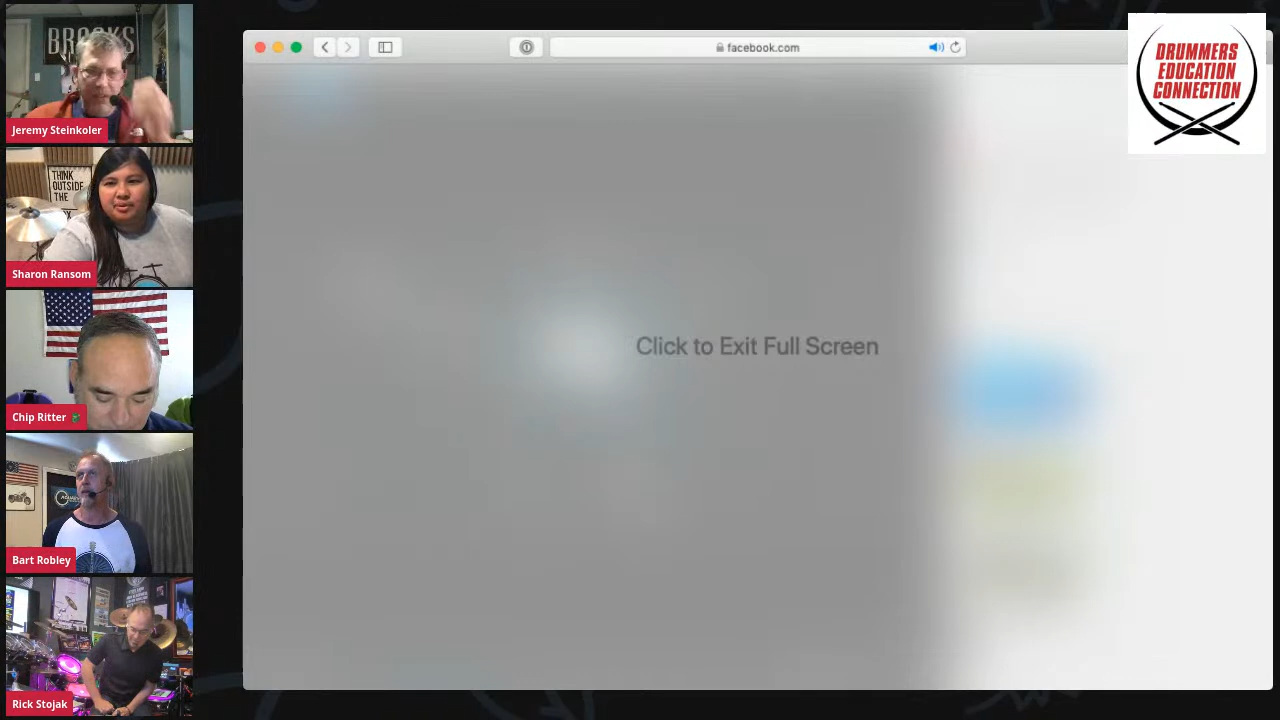 BROOKS
Jeremy Steinkoler
THINK
OUTSIDE
THE
Sharon Ransom
Chip Ritter
Bart Robley
Rick Stojak
facebook.com
Click to Exit Full Screen
DRUMMERS
EDUCATION
CONNECTION